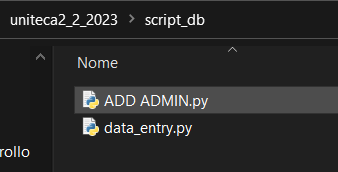 uniteca2_2_2023 > script_db
Nome
ADD ADMIN.py
data_entry.py
rollo